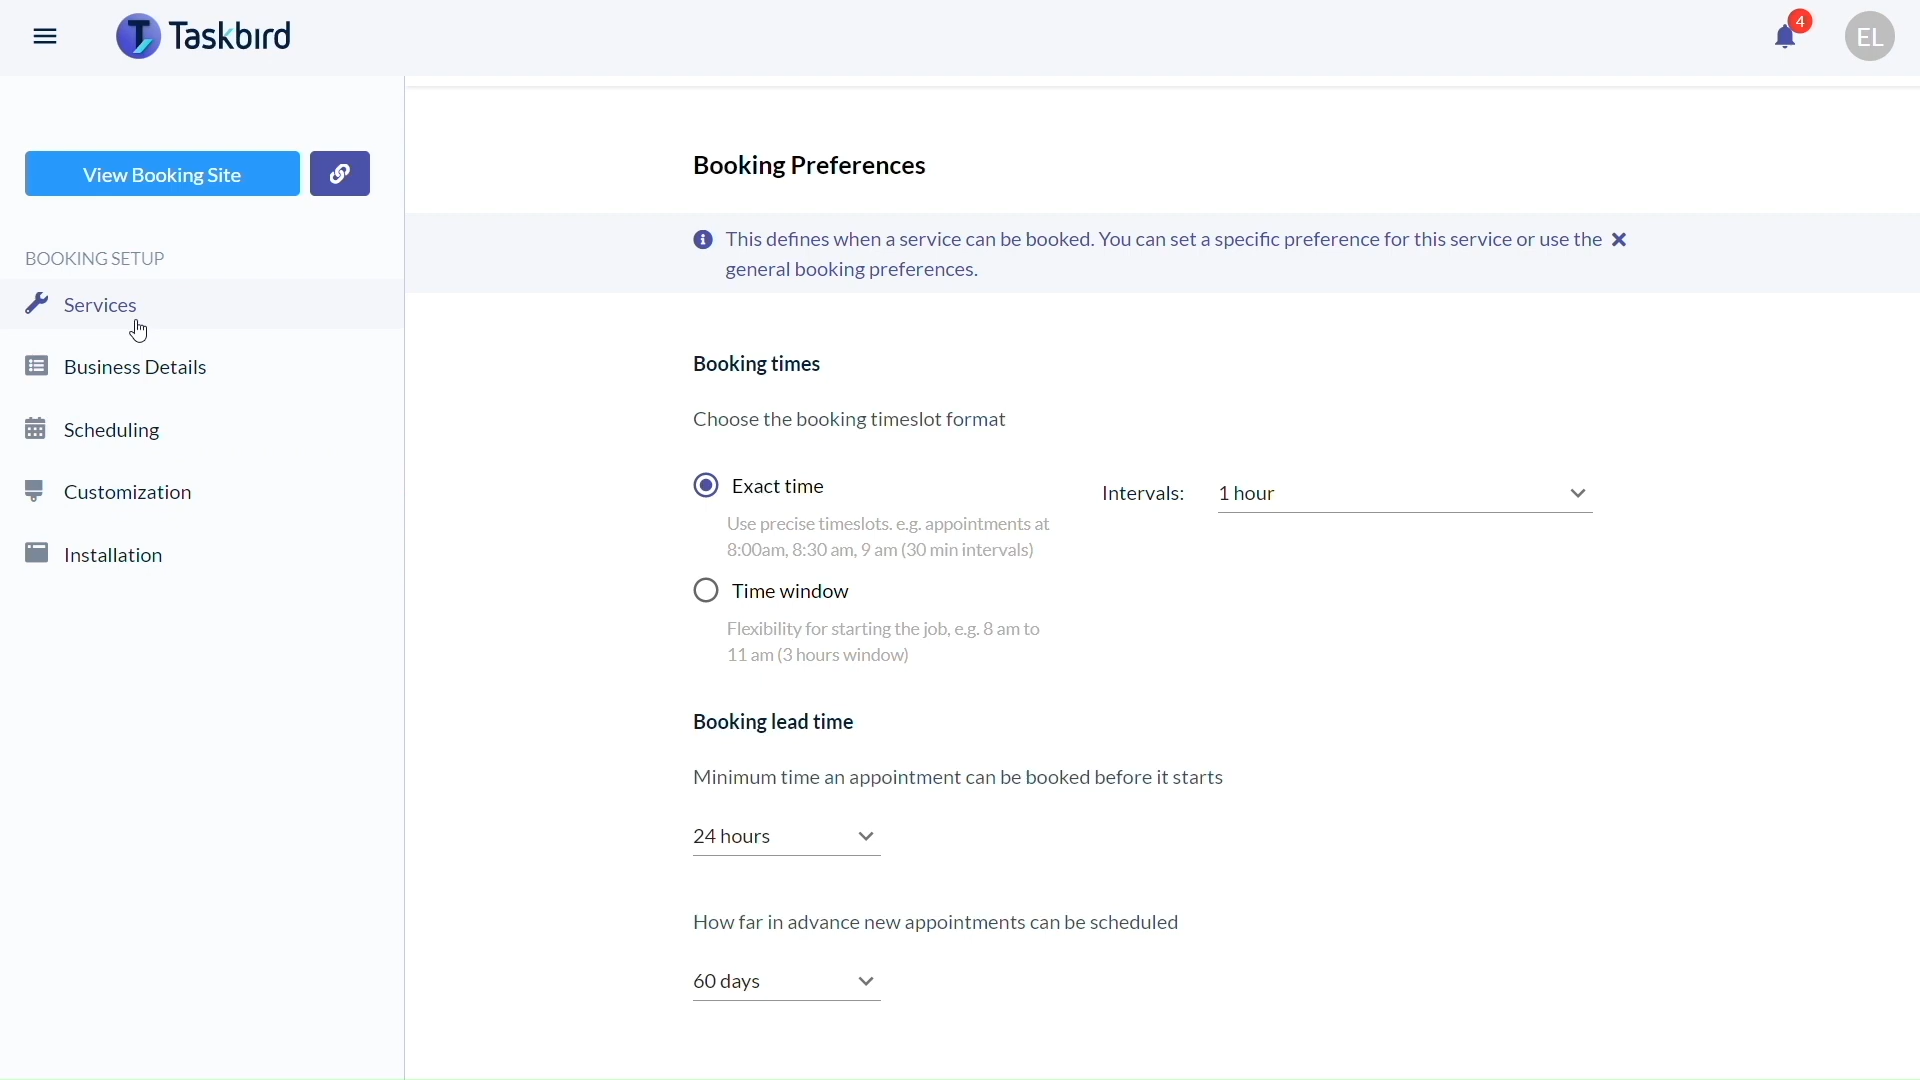 Taskbird
4
EL
View Booking Site
BOOKING SETUP
Services
Business Details
Scheduling
Customization
Installation
Booking Preferences
This defines when a service can be booked. You can set a specific preference for this service or use the
general booking preferences.
Booking times
Choose the booking timeslot format
Exact time
Intervals: 1 hour
Use precise timeslots. e.g. appointments at
8:00am, 8:30 am, 9 am (30 min intervals)
Time window
Flexibility for starting the job, e.g. 8 am to
11 am (3 hours window)
Booking lead time
Minimum time an appointment can be booked before it starts
24 hours
How far in advance new appointments can be scheduled
60 days